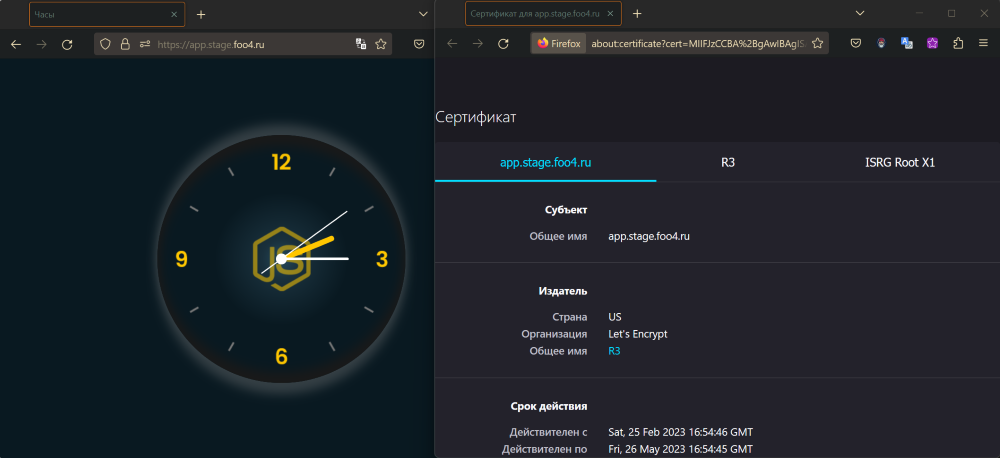 Часы
https://app.stage.foo4.ru
12
9
3
6
JS
Сертификат для app.stage.foo4.ru
Firefox about:certificate?cert=MIIFJzCCBA%2BgAwIBAgIS
Сертификат
app.stage.foo4.ru R3 ISRG Root X1
Субъект
Общее имя app.stage.foo4.ru
Издатель
Страна US
Организация Let's Encrypt
Общее имя R3
Срок действия
Действителен с Sat, 25 Feb 2023 16:54:46 GMT
Действителен по Fri, 26 May 2023 16:54:45 GMT